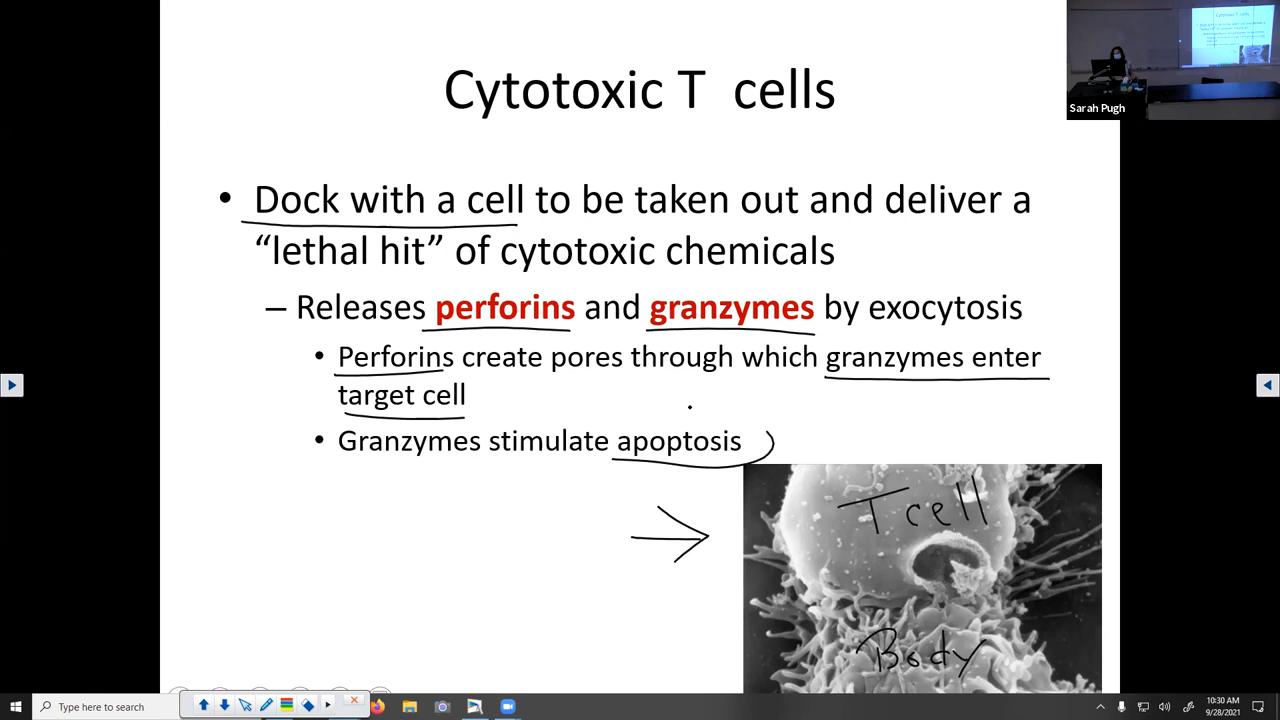 Cytotoxic T cells
Sarah Pugh
• Dock with a cell to be taken out and deliver a
“lethal hit” of cytotoxic chemicals
– Releases perforins and granzymes by exocytosis
• Perforins create pores through which granzymes enter
target cell
• Granzymes stimulate apoptosis
T cell
Body
Type here to search
10:30 AM
9/28/2021